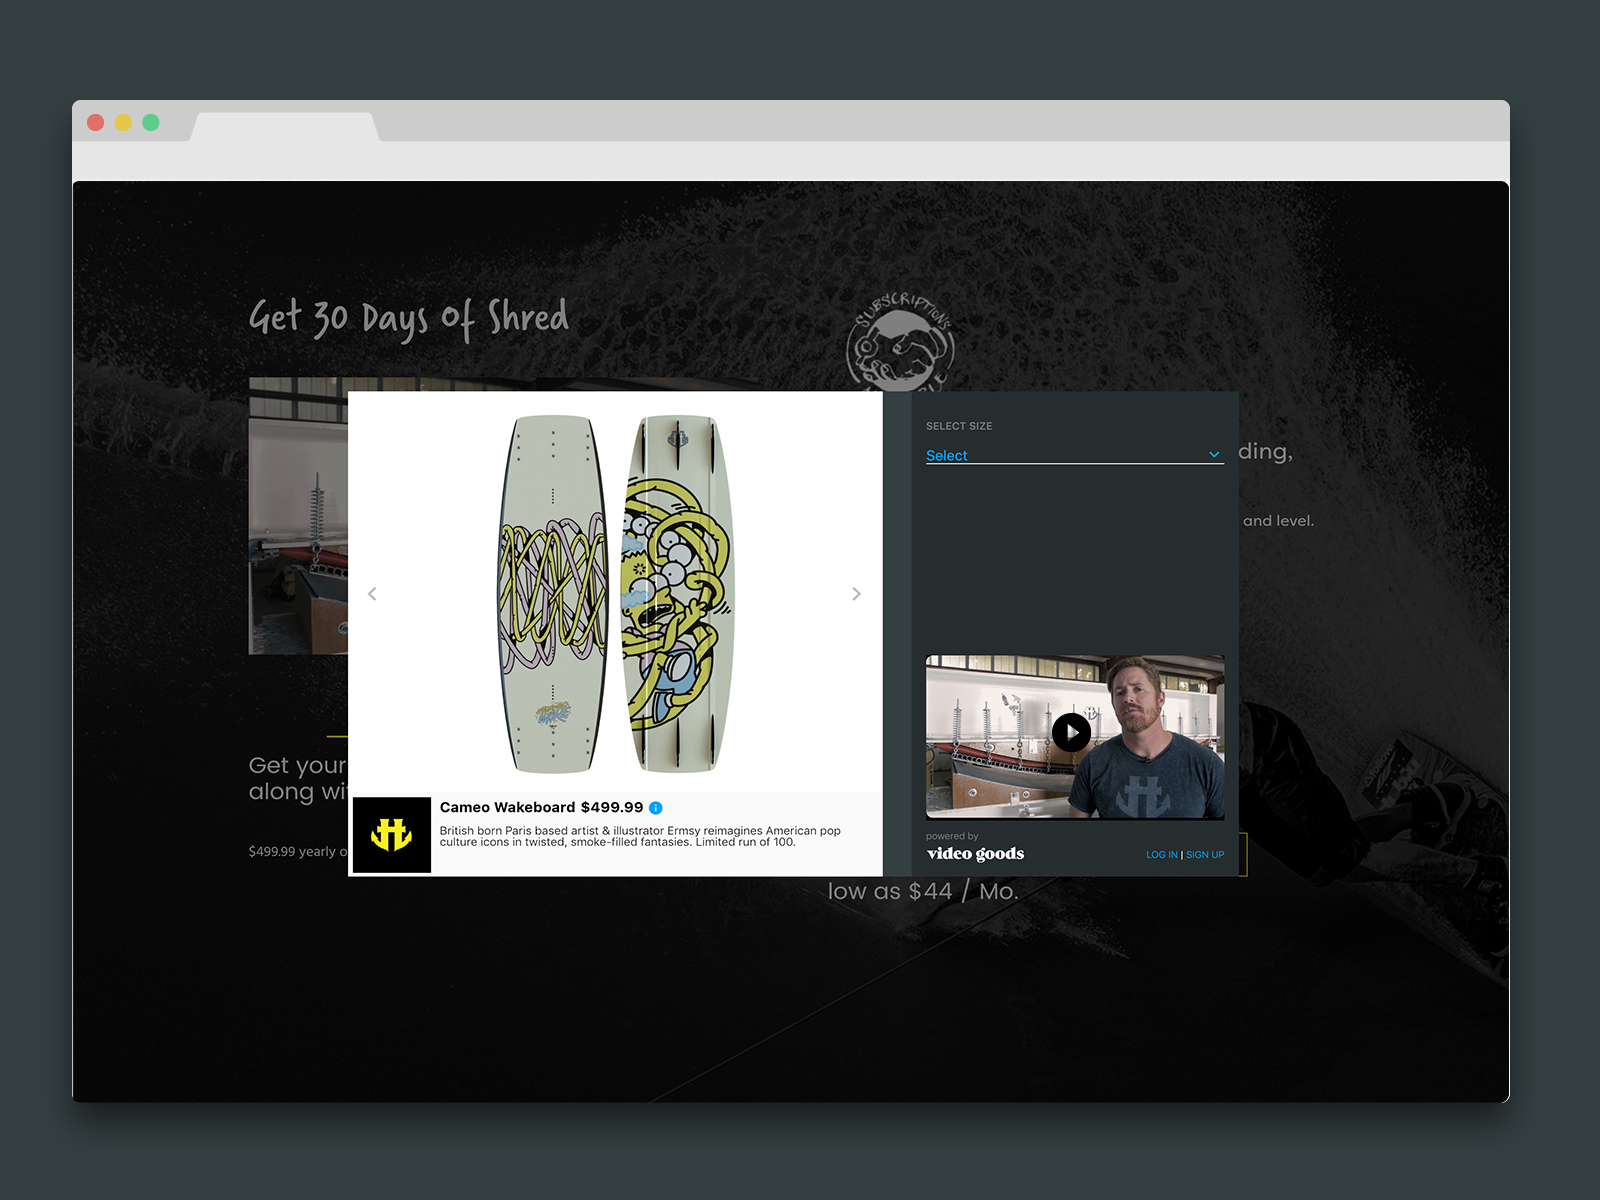 Get 30 Days Of Shred
SUBSCRIPTIONS
ding,
and level.
SELECT SIZE
Select
Get your
along wi
$499.99 yearly o
Cameo Wakeboard $499.99
British born Paris based artist & illustrator Ermsy reimagines American pop
culture icons in twisted, smoke-filled fantasies. Limited run of 100.
powered by
video goods
LOG IN | SIGN UP
low as $44 / Mo.